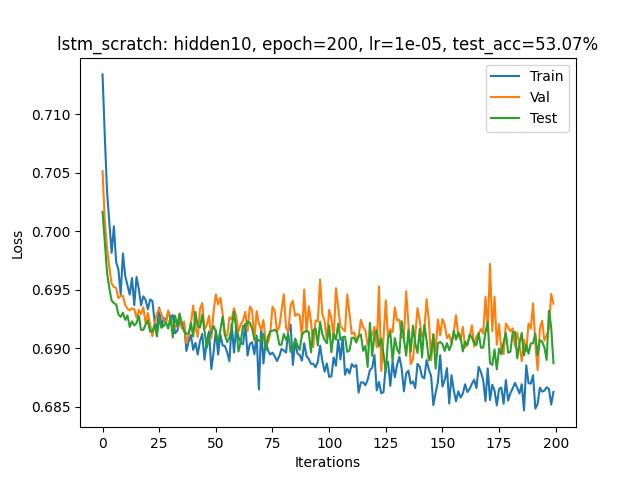 lstm_scratch: hidden10, epoch=200, lr=1e-05, test_acc=53.07%
Train
Val
Test
0.710
0.705
0.700
0.695
0.690
0.685
Loss
0 25 50 75 100 125 150 175 200
Iterations